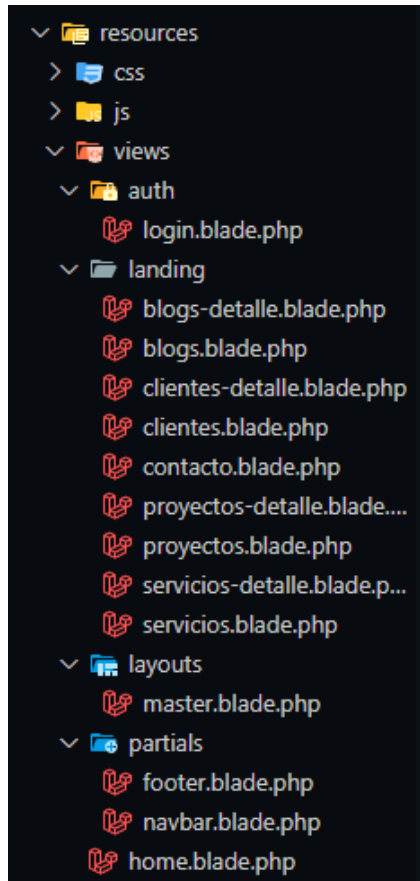 resources
css
js
views
auth
login.blade.php
landing
blogs-detalle.blade.php
blogs.blade.php
clientes-detalle.blade.php
clientes.blade.php
contacto.blade.php
proyectos-detalle.blade....
proyectos.blade.php
servicios-detalle.blade.p...
servicios.blade.php
layouts
master.blade.php
partials
footer.blade.php
navbar.blade.php
home.blade.php